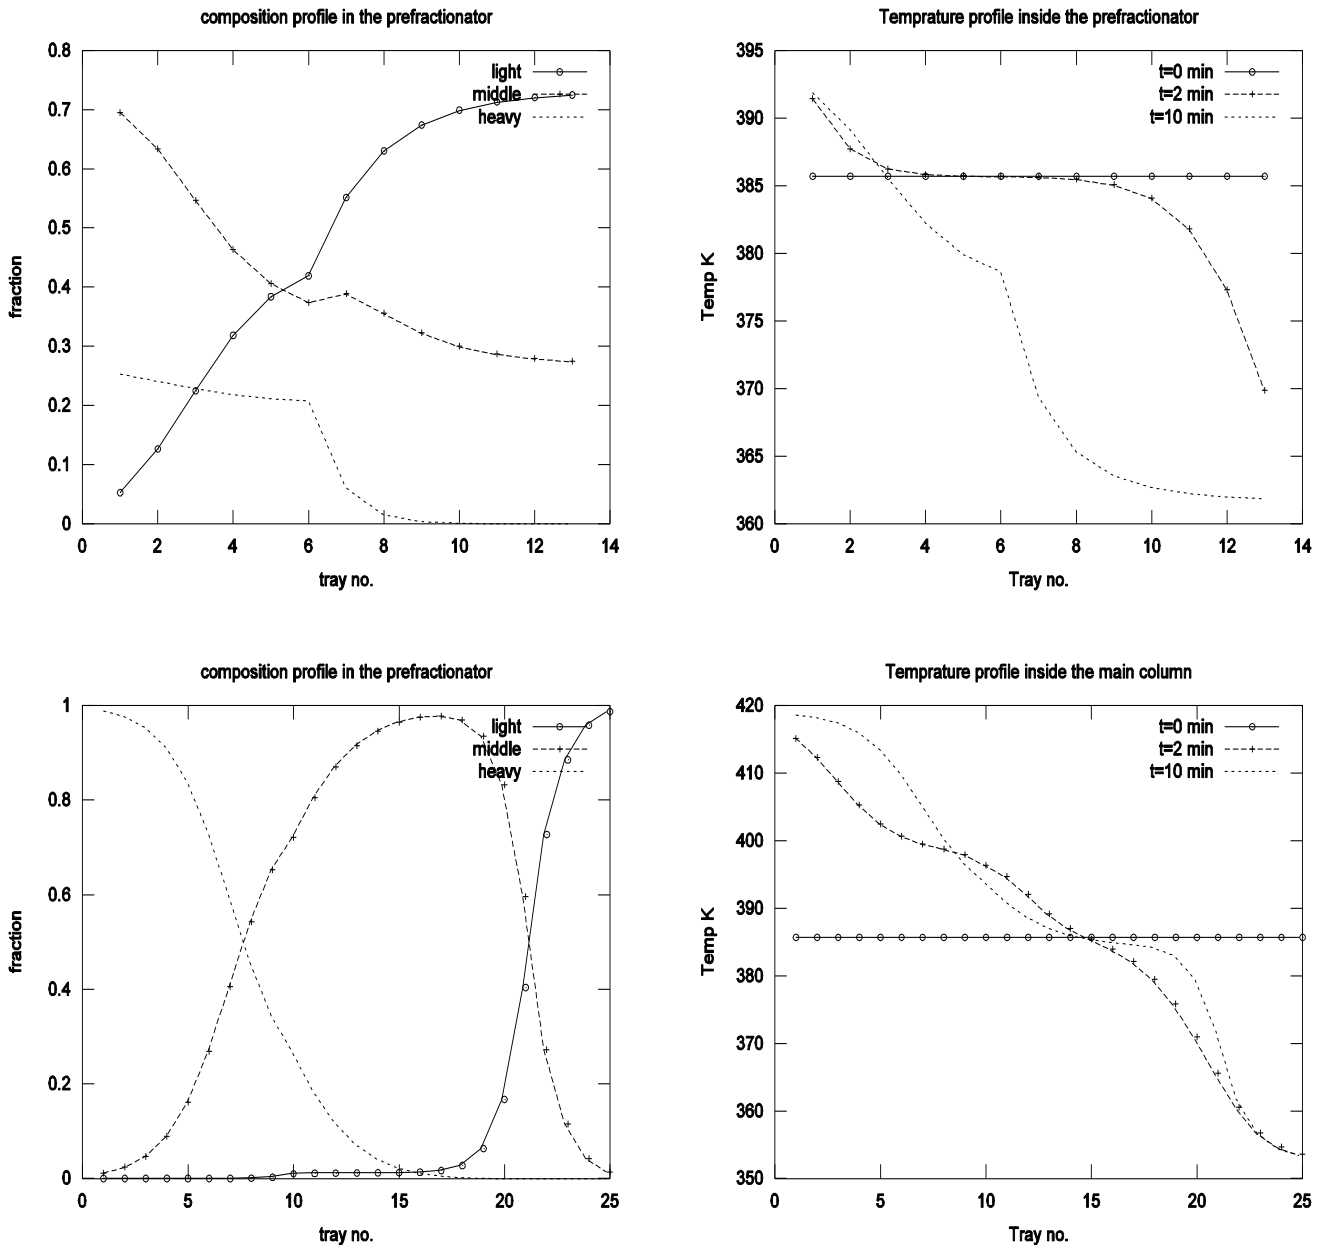 composition profile in the prefractionator
0.8
0.7
0.6
0.5
0.4
0.3
0.2
0.1
0
fraction
light
middle
heavy
0 2 4 6 8 10 12 14
tray no.
Temprature profile inside the prefractionator
395
390
385
380
375
370
365
360
Temp K
t=0 min
t=2 min
t=10 min
0 2 4 6 8 10 12 14
Tray no.
composition profile in the prefractionator
1
0.8
0.6
0.4
0.2
0
fraction
light
middle
heavy
0 5 10 15 20 25
tray no.
Temprature profile inside the main column
420
410
400
390
380
370
360
350
Temp K
t=0 min
t=2 min
t=10 min
0 5 10 15 20 25
Tray no.